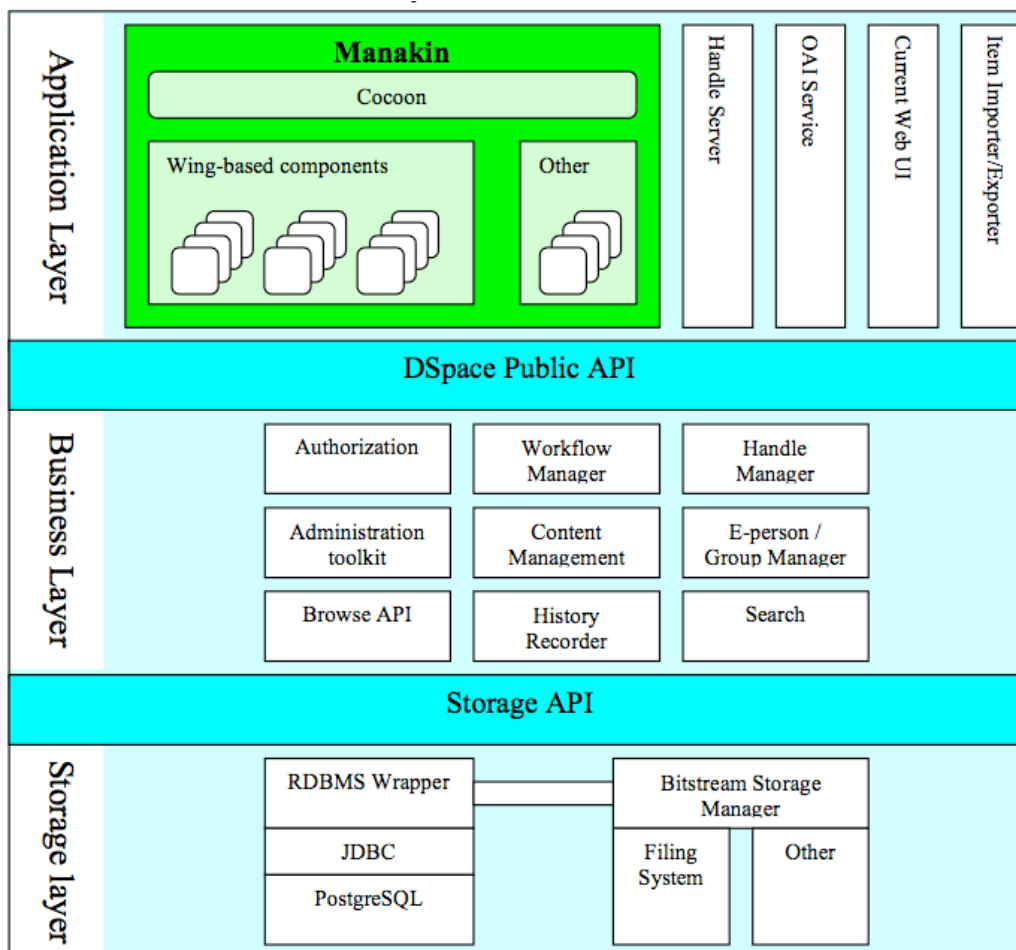 Application Layer
Manakin
Cocoon
Wing-based components
Other
Handle Server
OAI Service
Current Web UI
Item Importer/Exporter
DSpace Public API
Business Layer
Authorization
Workflow
Manager
Handle
Manager
Administration
toolkit
Content
Management
E-person /
Group Manager
Browse API
History
Recorder
Search
Storage API
Storage layer
RDBMS Wrapper
JDBC
PostgreSQL
Bitstream Storage
Manager
Filing
System
Other